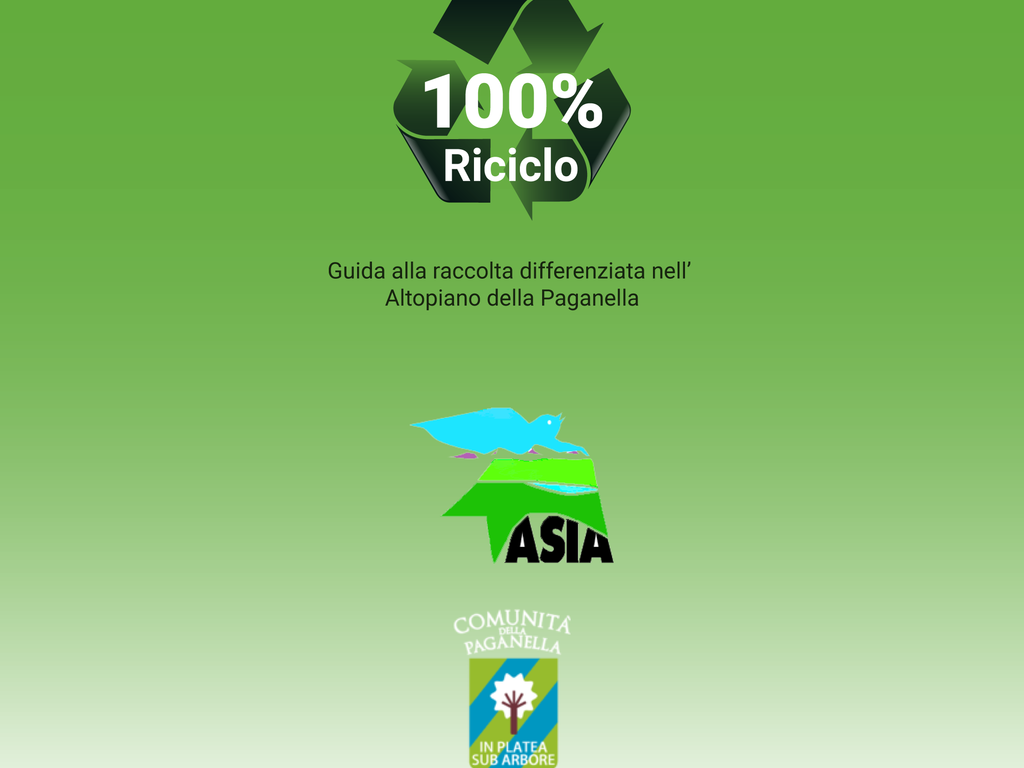 100%
Riciclo
Guida alla raccolta differenziata nell’
Altopiano della Paganella
ASIA
COMUNITÀ
DELLA
PAGANELLA
IN PLATEA
SUB ARBORE